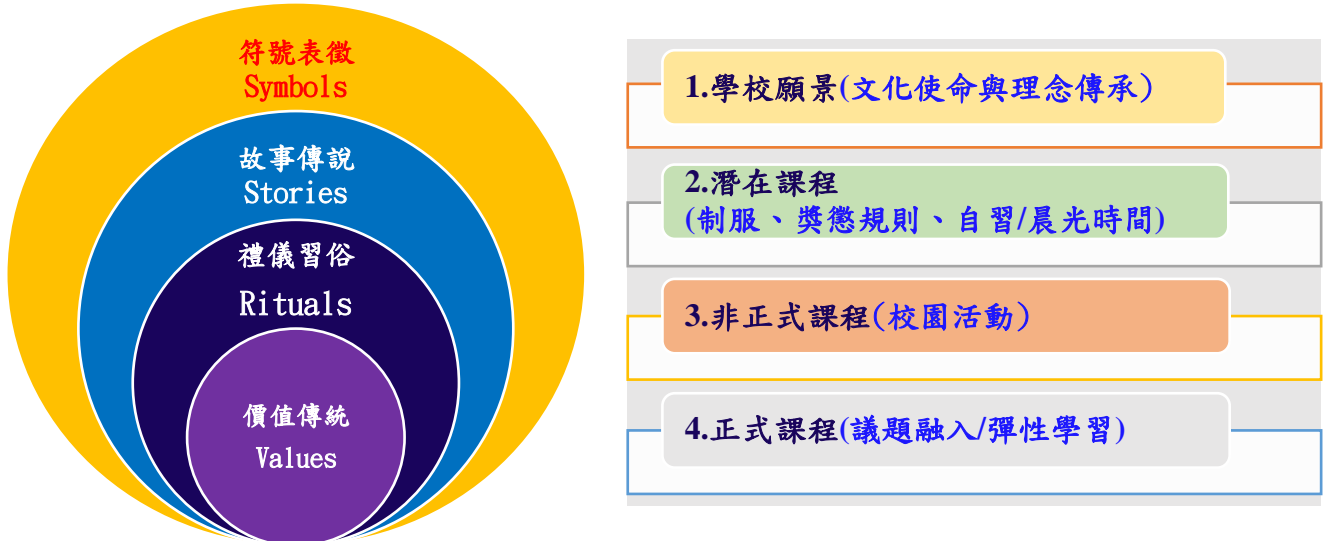 符號表徵
Symbols
故事傳說
Stories
禮儀習俗
Rituals
價值傳統
Values
1.學校願景(文化使命與理念傳承)
2.潛在課程
(制服、獎懲規則、自習/晨光時間)
3.非正式課程(校園活動)
4.正式課程(議題融入/彈性學習)